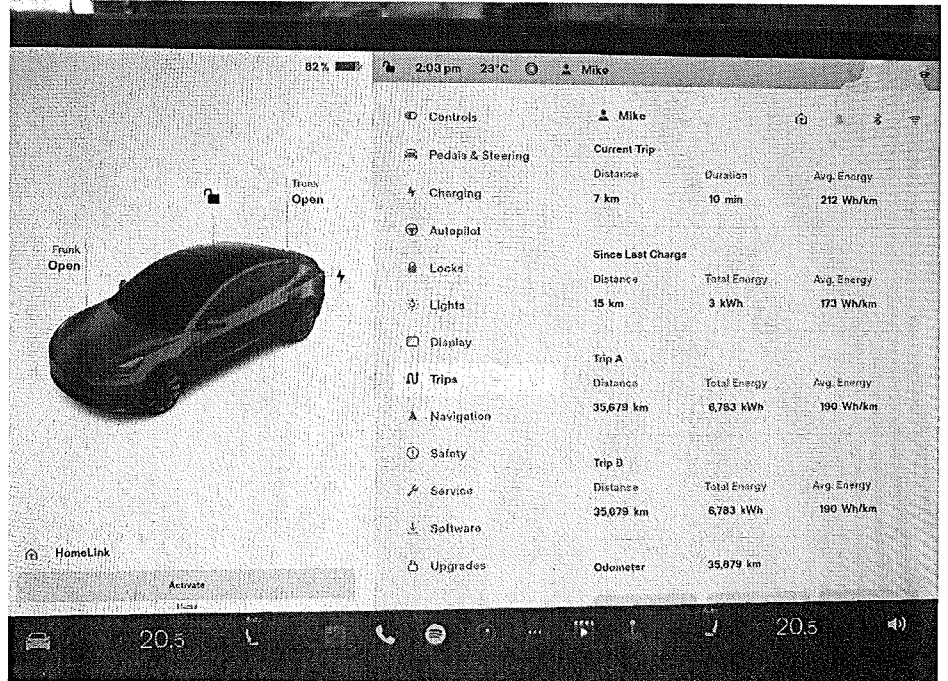 82%
2:03 pm 23°C Mike
Controls
Pedals & Steering
Charging
Autopilot
Locks
Lights
Display
Trips
Navigation
Safety
Service
Software
Upgrades
Trunk
Open
Frunk
Open
HomeLink
Activate
Mike
Current Trip
Distance Duration Avg. Energy
7 km 10 min 212 Wh/km
Since Last Charge
Distance Total Energy Avg. Energy
15 km 3 kWh 173 Wh/km
Trip A
Distance Total Energy Avg. Energy
35,679 km 6,783 kWh 190 Wh/km
Trip B
Distance Total Energy Avg. Energy
35,679 km 6,783 kWh 190 Wh/km
Odometer 35,879 km
20.5 20.5